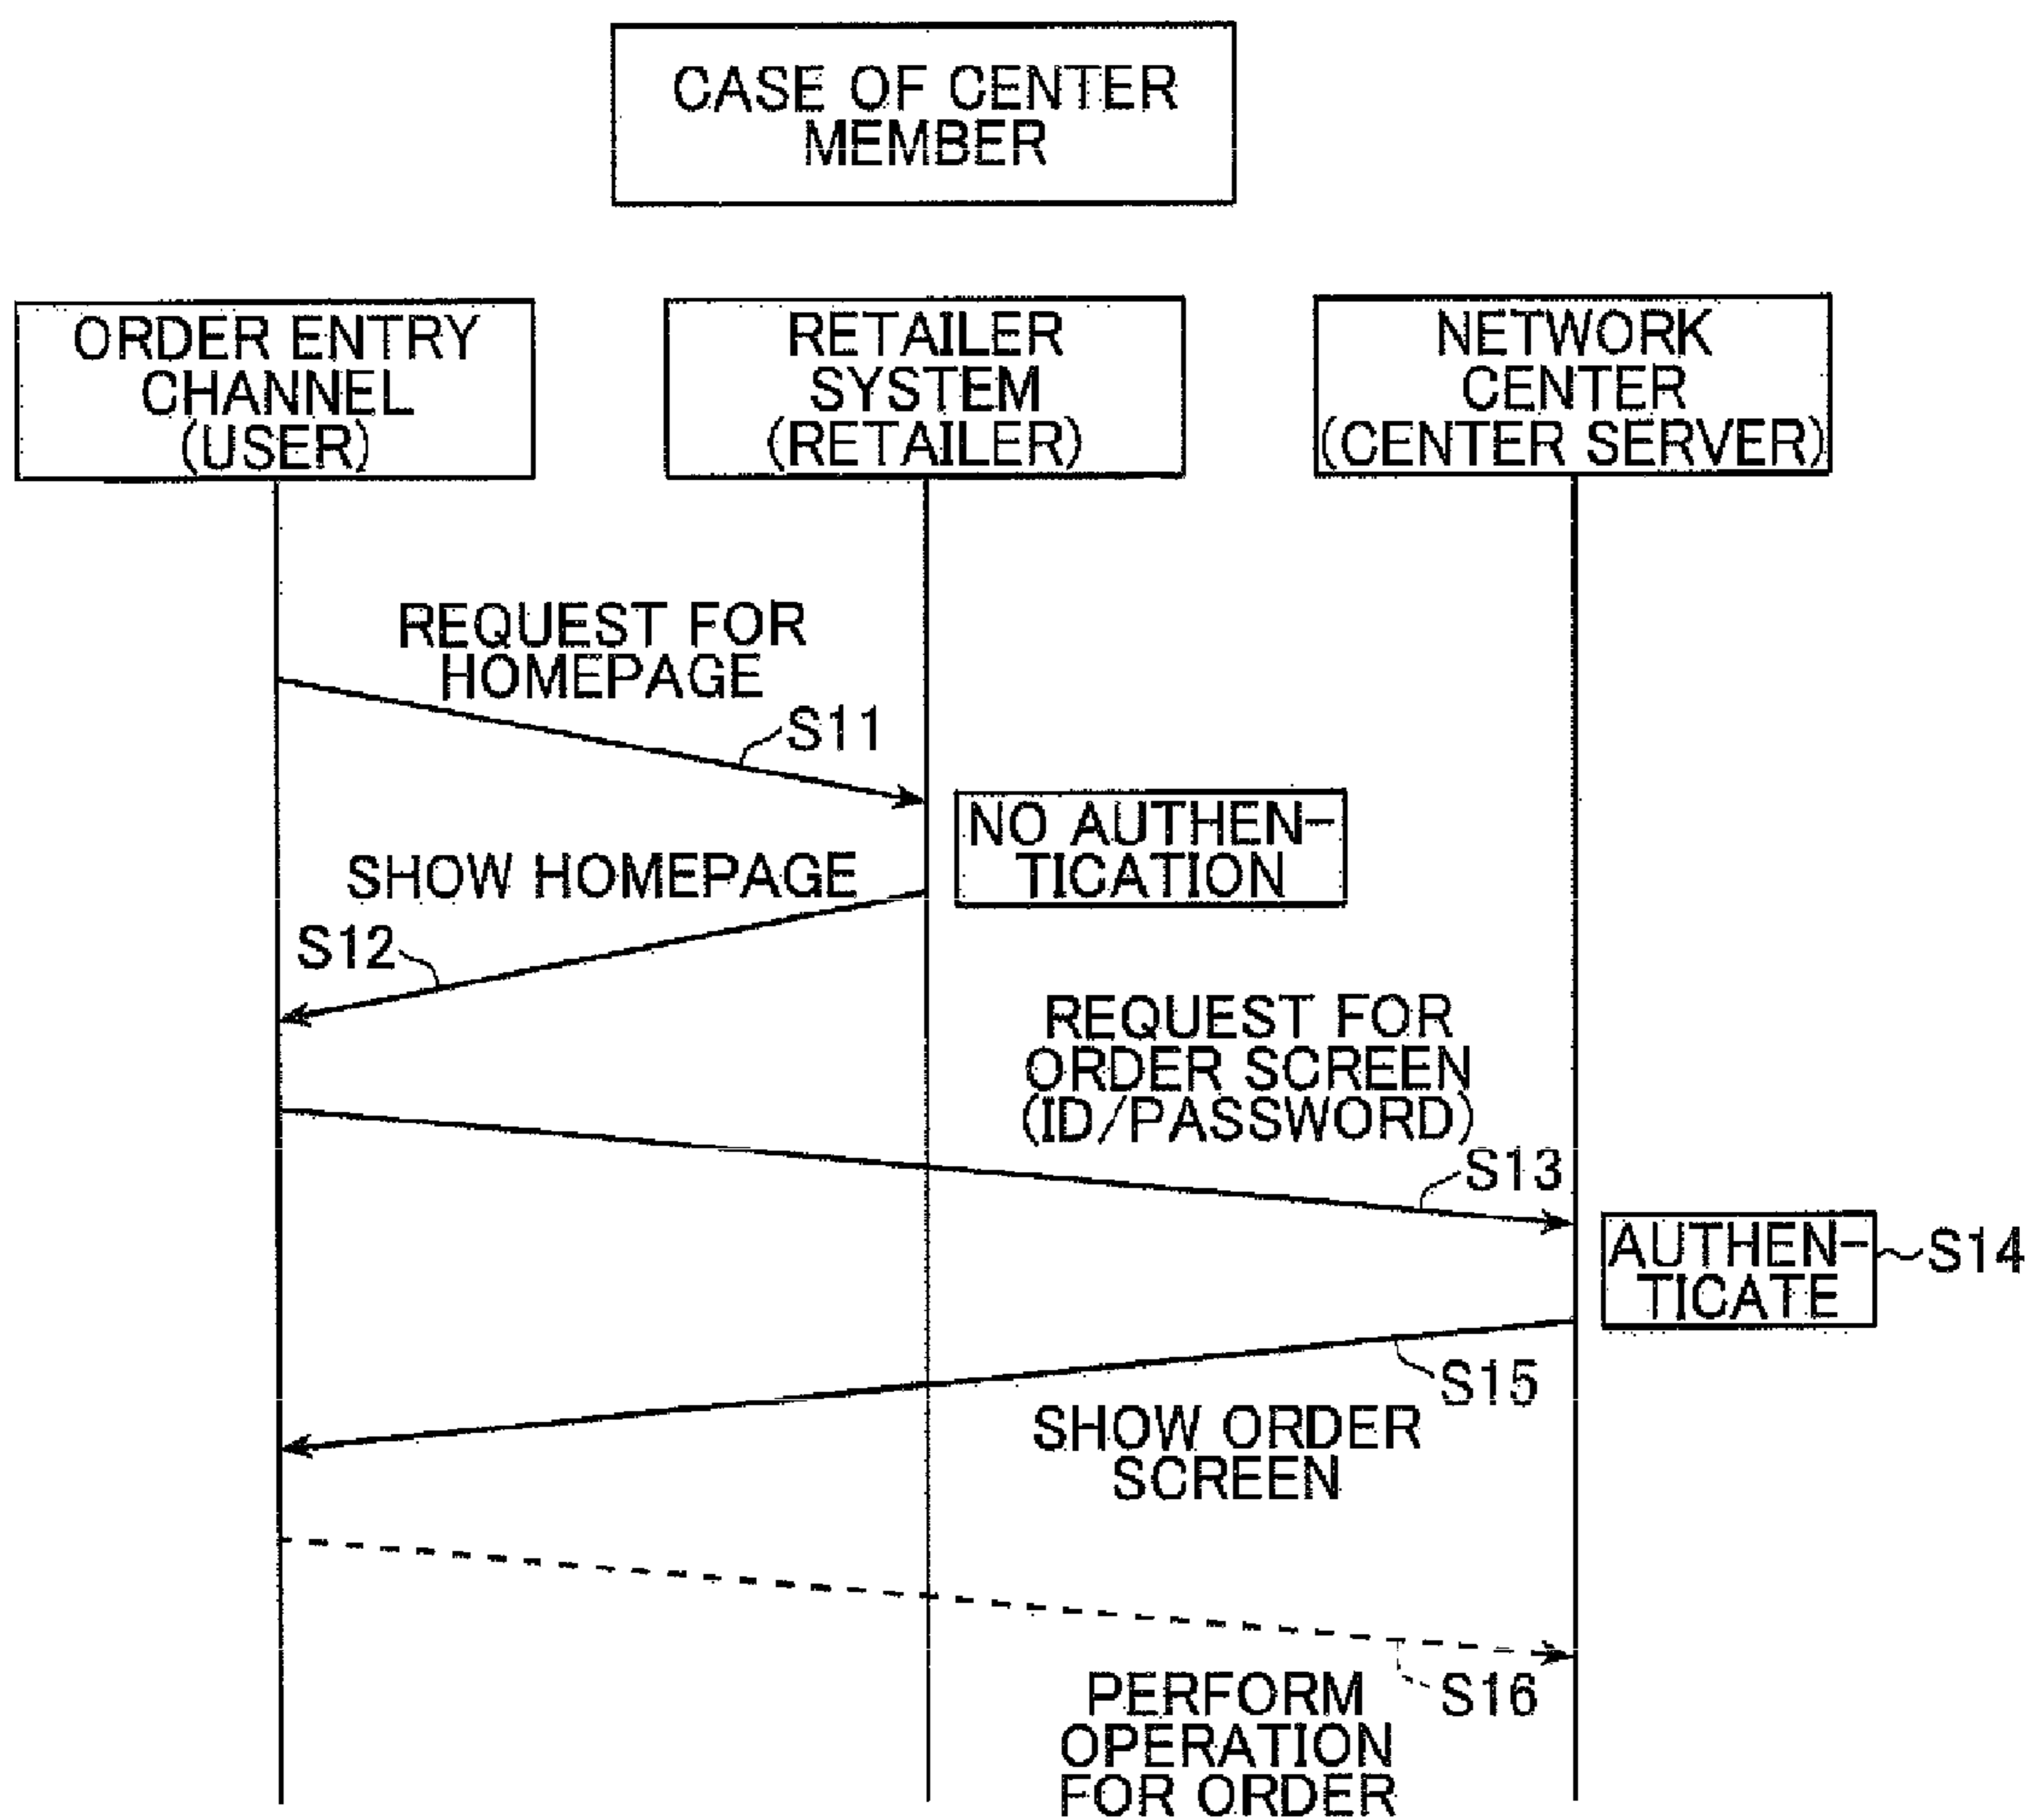 CASE OF CENTER
MEMBER
ORDER ENTRY
CHANNEL
(USER)
RETAILER
SYSTEM
(RETAILER)
NETWORK
CENTER
(CENTER SERVER)
REQUEST FOR
HOMEPAGE
S11
NO AUTHEN-
TICATION
SHOW HOMEPAGE
S12
REQUEST FOR
ORDER SCREEN
(ID/PASSWORD)
S13
AUTHEN-
TICATE
S14
S15
SHOW ORDER
SCREEN
S16
PERFORM
OPERATION
FOR ORDER